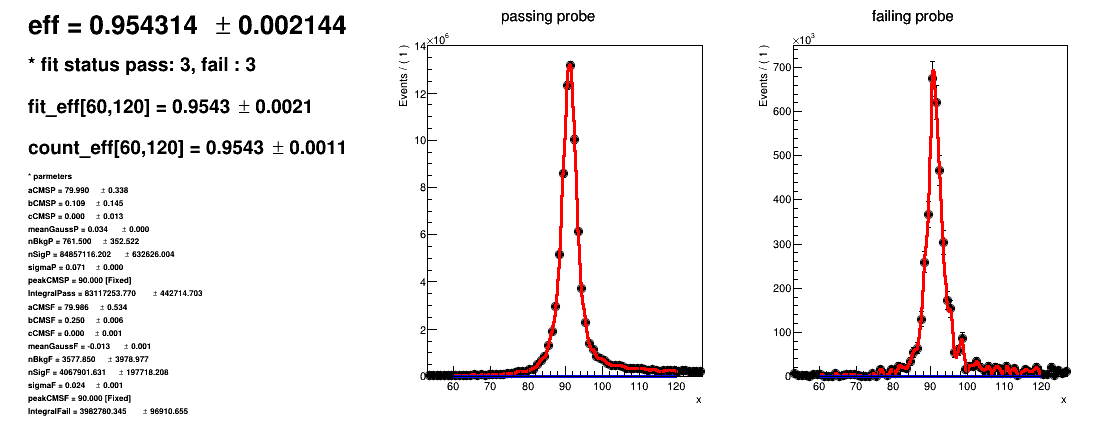 eff = 0.954314 ± 0.002144
* fit status pass: 3, fail : 3
fit_eff[60,120] = 0.9543 ± 0.0021
count_eff[60,120] = 0.9543 ± 0.0011
* parmeters
aCMSP = 79.990 ± 0.338
bCMSP = 0.109 ± 0.145
cCMSP = 0.000 ± 0.013
meanGaussP = 0.034 ± 0.000
nBkgP = 761.500 ± 352.522
nSigP = 84857116.202 ± 632626.004
sigmaP = 0.071 ± 0.000
peakCMSP = 90.000 [Fixed]
IntegralPass = 83117253.770 ± 442714.703
aCMSF = 79.986 ± 0.534
bCMSF = 0.250 ± 0.006
cCMSF = 0.000 ± 0.001
meanGaussF = -0.013 ± 0.001
nBkgF = 3577.850 ± 3978.977
nSigF = 4067901.631 ± 197718.208
sigmaF = 0.024 ± 0.001
peakCMSF = 90.000 [Fixed]
IntegralFail = 3982780.345 ± 96910.655
passing probe
×10⁶
Events / ( 1 )
14
12
10
8
6
4
2
0
60 70 80 90 100 110 120
x
failing probe
×10³
Events / ( 1 )
700
600
500
400
300
200
100
0
60 70 80 90 100 110 120
x